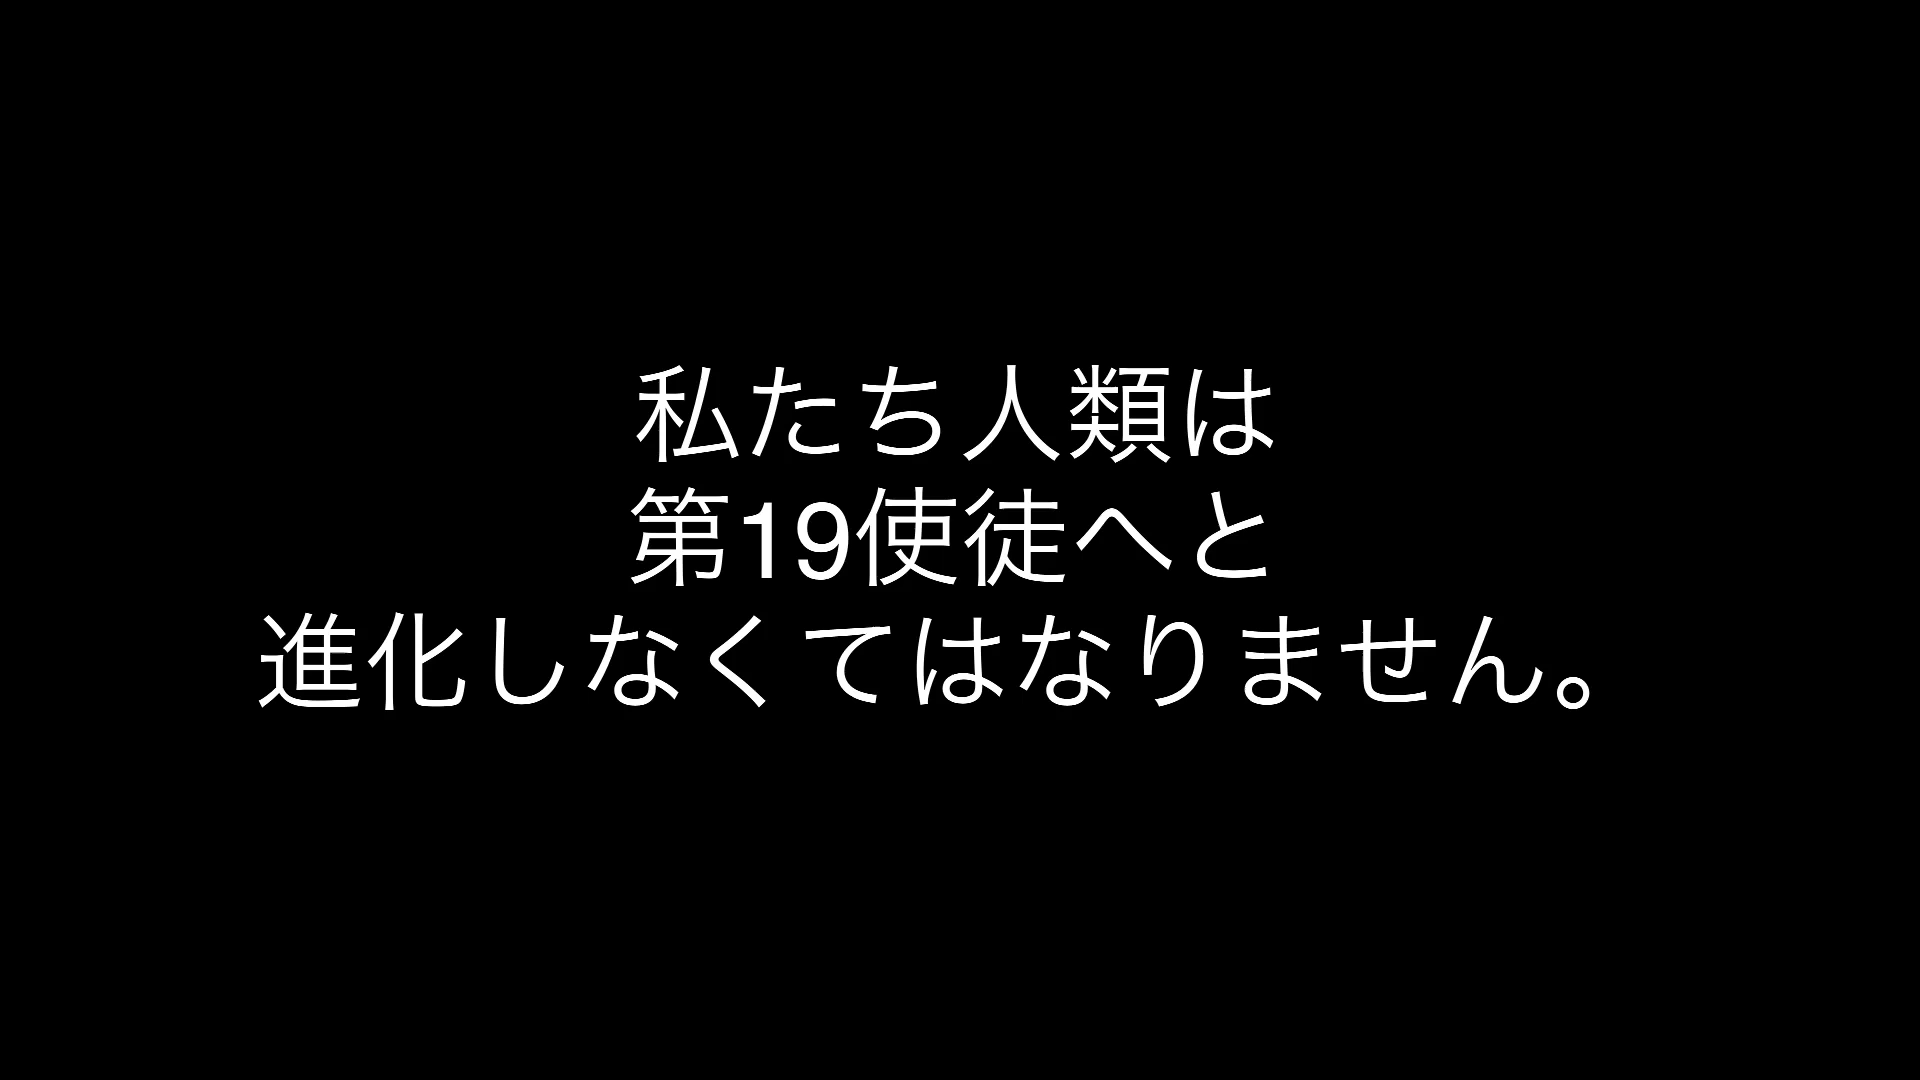 私たち人類は
第19使徒へと
進化しなくてはなりません。